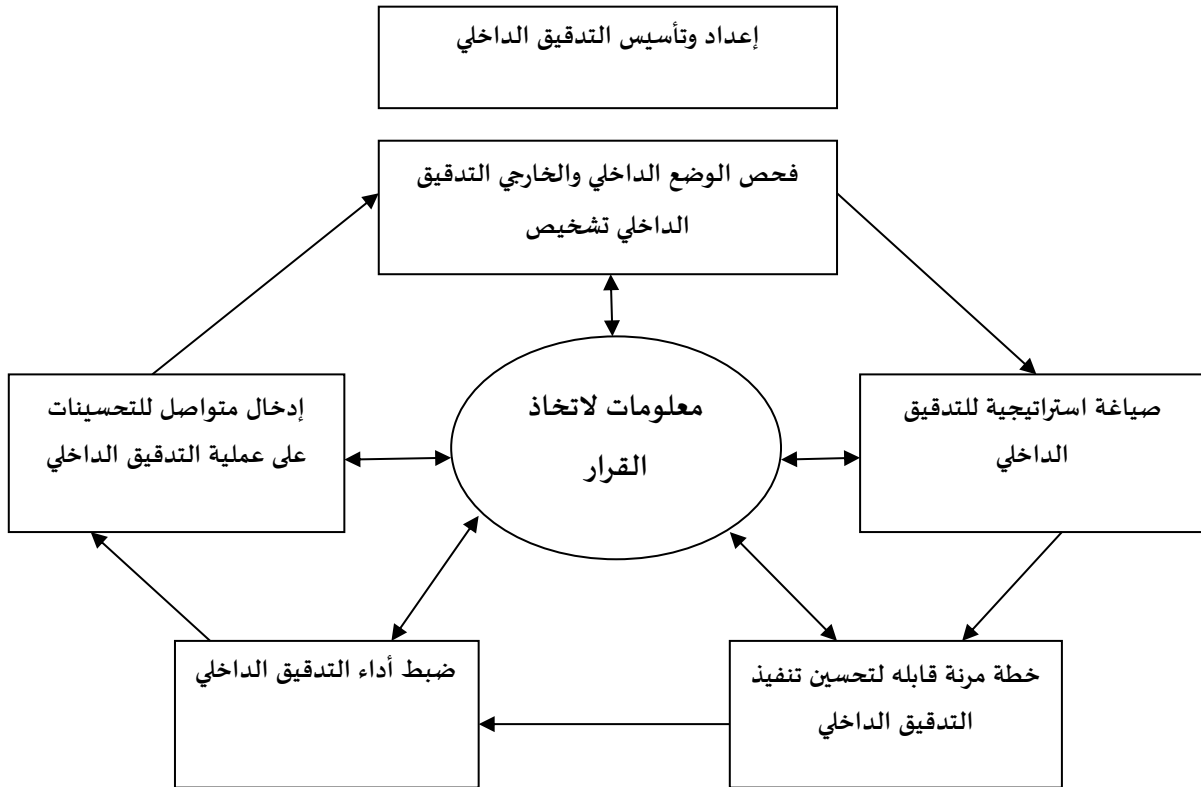 إعداد وتأسيس التدقيق الداخلي
فحص الوضع الداخلي والخارجي التدقيق
الداخلي تشخيص
إدخال متواصل للتحسينات
على عملية التدقيق الداخلي
معلومات لاتخاذ
القرار
صياغة استراتيجية للتدقيق
الداخلي
ضبط أداء التدقيق الداخلي
خطة مرنة قابله لتحسين تنفيذ
التدقيق الداخلي